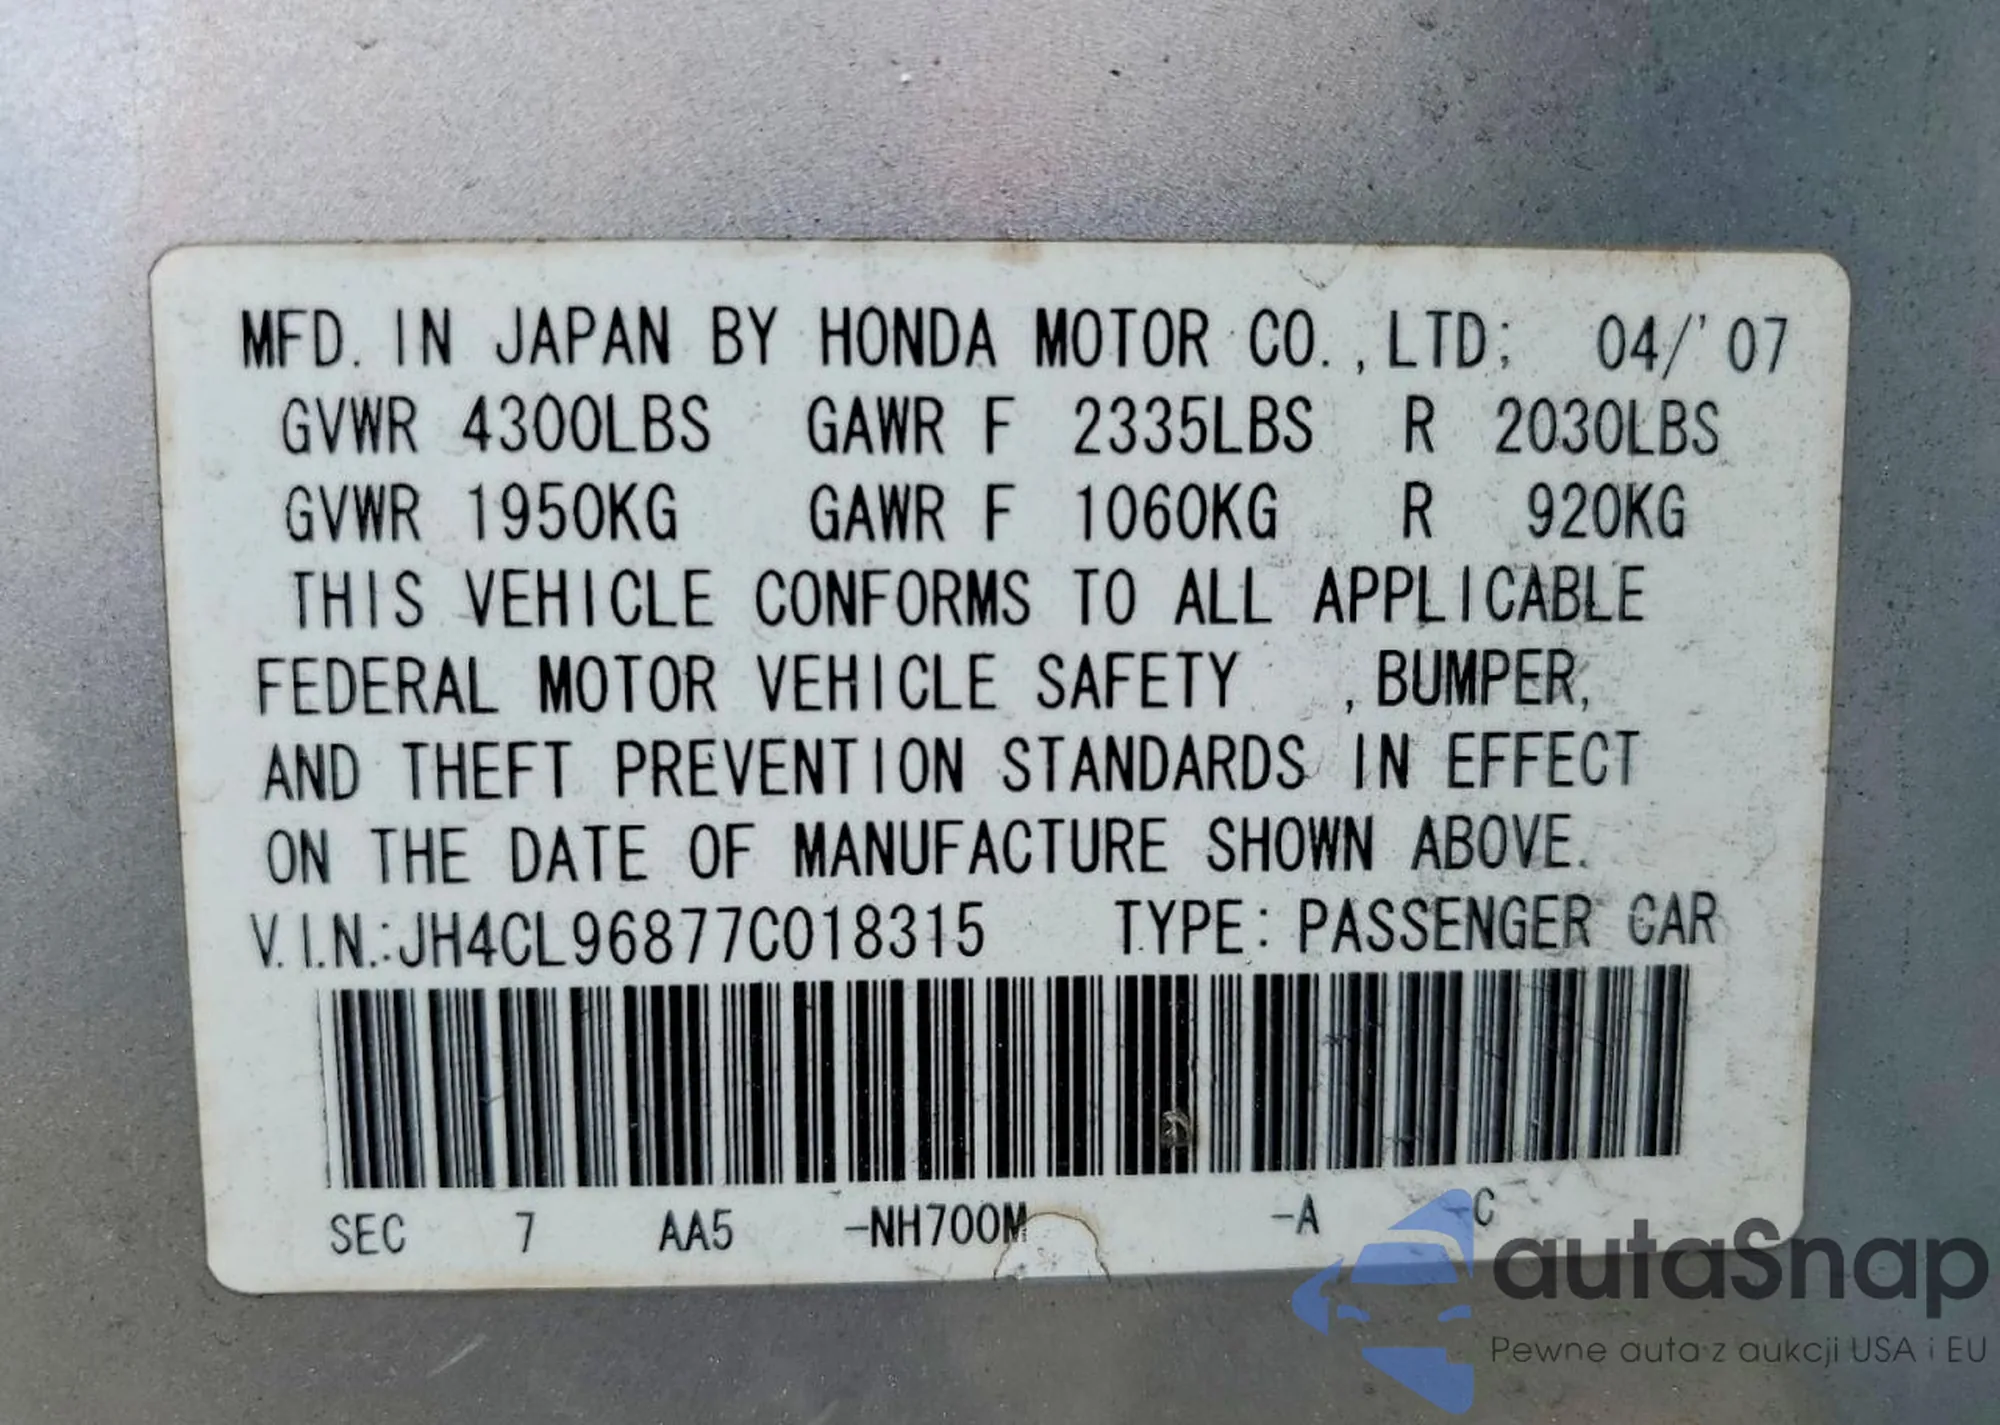 MFD. IN JAPAN BY HONDA MOTOR CO.,LTD; 04/'07
GVWR 4300LBS GAWR F 2335LBS R 2030LBS
GVWR 1950KG GAWR F 1060KG R 920KG
THIS VEHICLE CONFORMS TO ALL APPLICABLE
FEDERAL MOTOR VEHICLE SAFETY , BUMPER,
AND THEFT PREVENTION STANDARDS IN EFFECT
ON THE DATE OF MANUFACTURE SHOWN ABOVE.
V.I.N.:JH4CL96877C018315 TYPE: PASSENGER CAR
SEC 7 AA5 -NH700M -A -C
autaSnap
Pewne auta z aukcji USA i EU